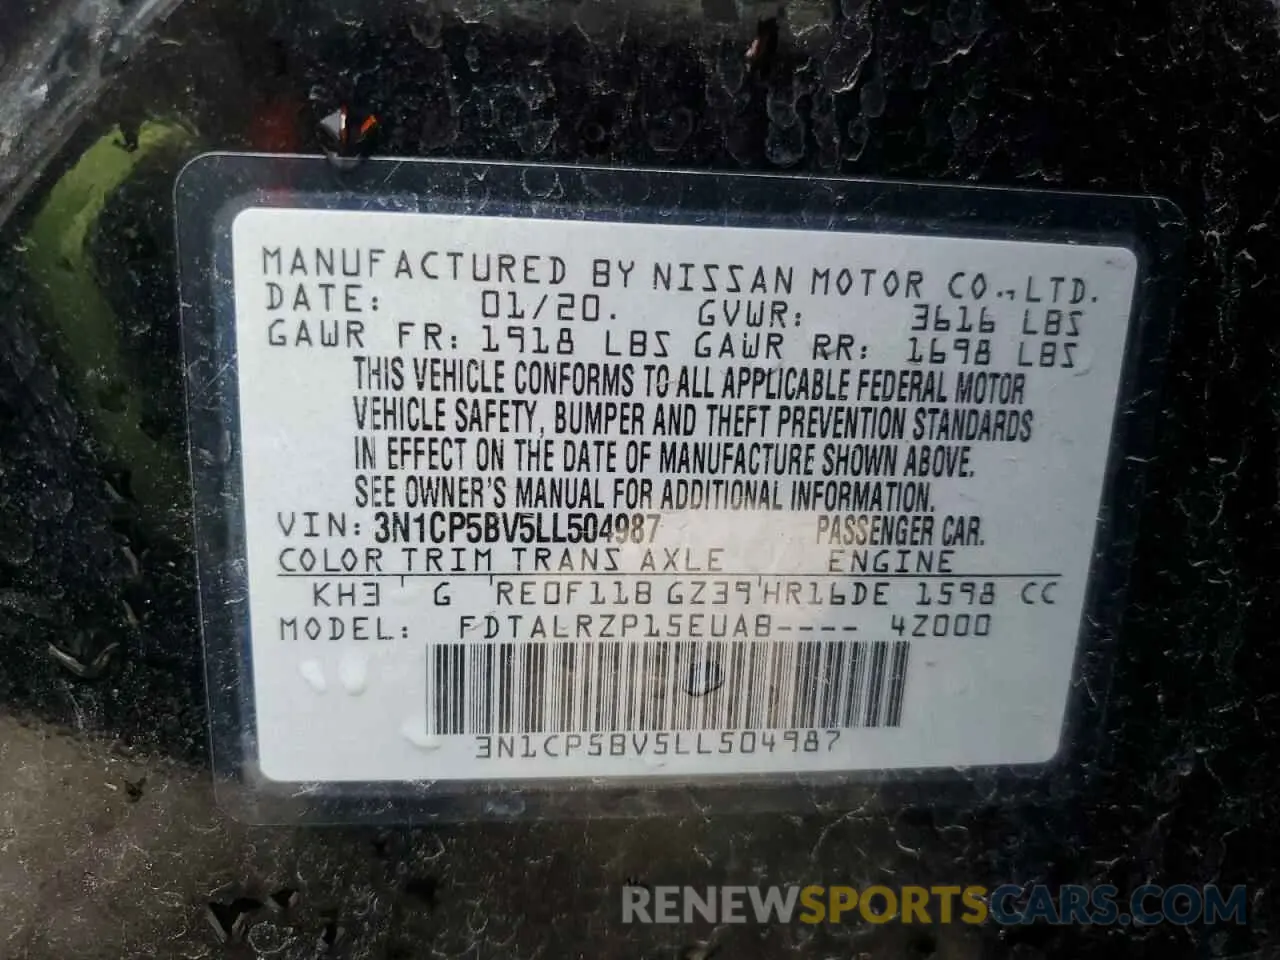 MANUFACTURED BY NISSAN MOTOR CO., LTD.
DATE: 01/20. GVWR: 3616 LBS
GAWR FR: 1918 LBS GAWR RR: 1698 LBS
THIS VEHICLE CONFORMS TO ALL APPLICABLE FEDERAL MOTOR
VEHICLE SAFETY, BUMPER AND THEFT PREVENTION STANDARDS
IN EFFECT ON THE DATE OF MANUFACTURE SHOWN ABOVE.
SEE OWNER'S MANUAL FOR ADDITIONAL INFORMATION.
VIN: 3N1CP5BV5LL504987 PASSENGER CAR.
COLOR TRIM TRANS AXLE ENGINE
KH3 ' G 'RE0F11B GZ39'HR16DE 1598 CC
MODEL: FDTALRZP15EUAB---- 4Z000
3N1CP5BV5LL504987
RENEWSPORTSCARS.COM